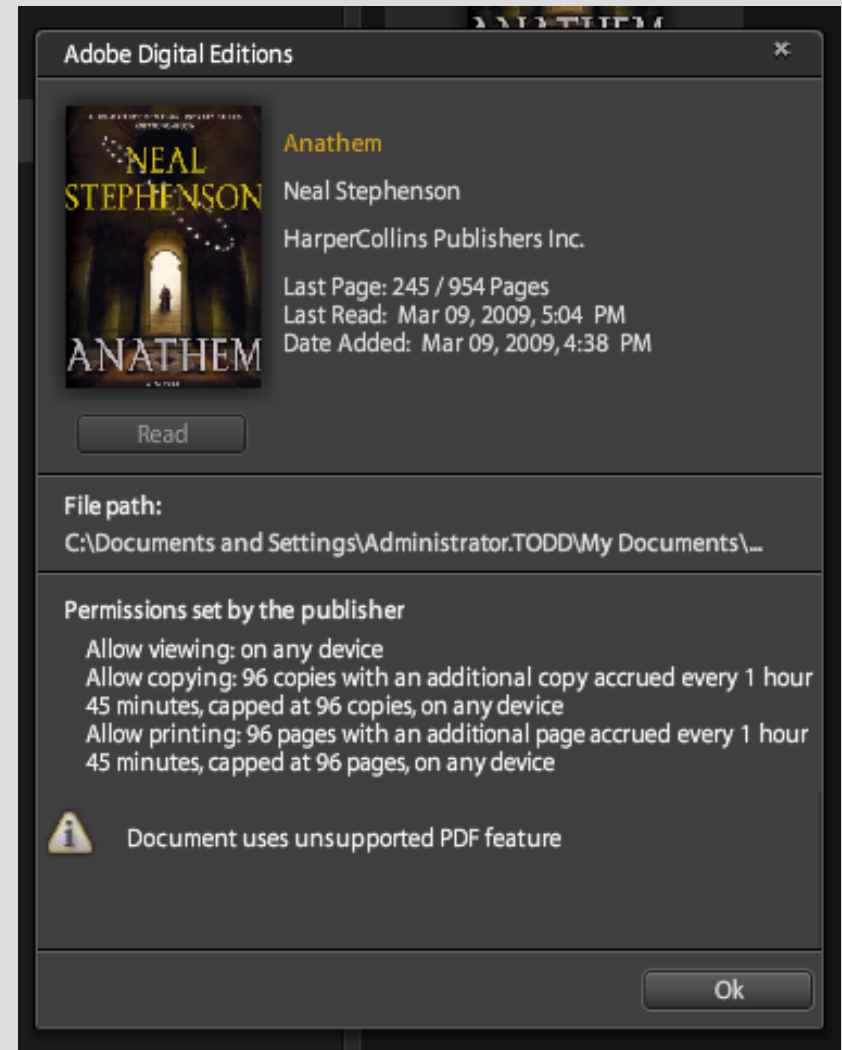 ANATHEM
Adobe Digital Editions
NEAL
STEPHENSON
ANATHEM
A NOVEL
Anathem
Neal Stephenson
HarperCollins Publishers Inc.
Last Page: 245 / 954 Pages
Last Read: Mar 09, 2009, 5:04 PM
Date Added: Mar 09, 2009, 4:38 PM
Read
File path:
C:\Documents and Settings\Administrator.TODD\My Documents\...
Permissions set by the publisher
Allow viewing: on any device
Allow copying: 96 copies with an additional copy accrued every 1 hour
45 minutes, capped at 96 copies, on any device
Allow printing: 96 pages with an additional page accrued every 1 hour
45 minutes, capped at 96 pages, on any device
Document uses unsupported PDF feature
Ok